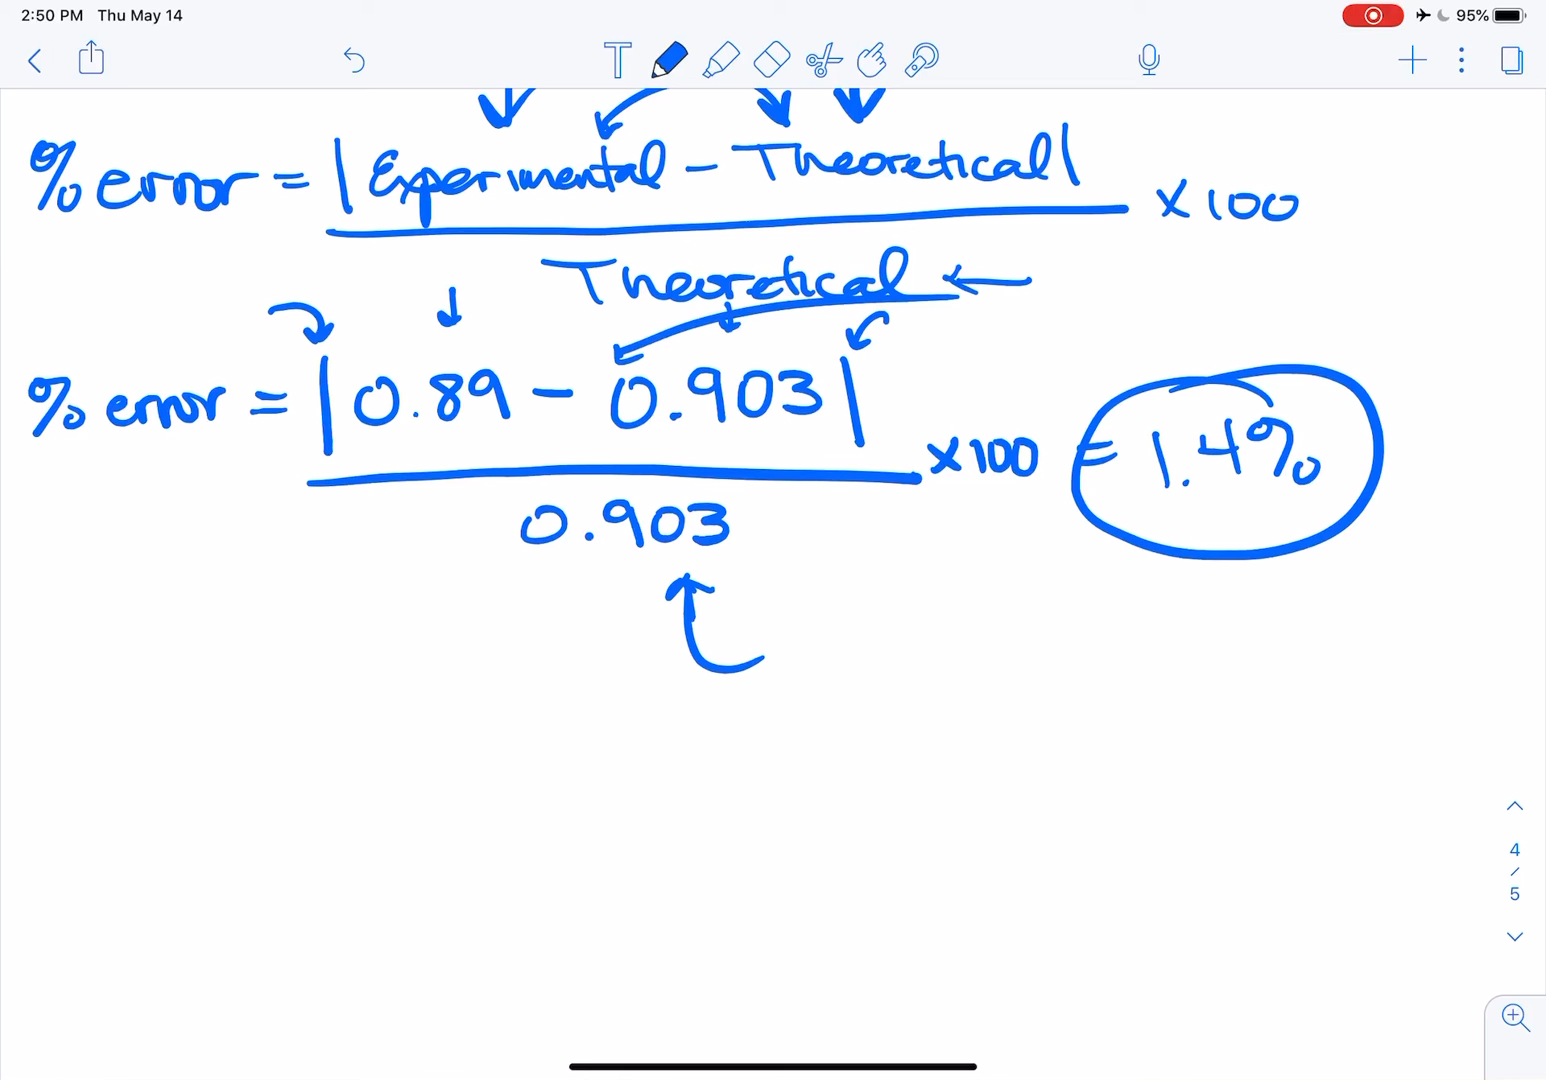 2:50 PM Thu May 14
95%
% error = | Experimental - Theoretical | x 100
Theoretical
% error = | 0.89 - 0.903 | x 100 = 1.4%
0.903
4
/
5